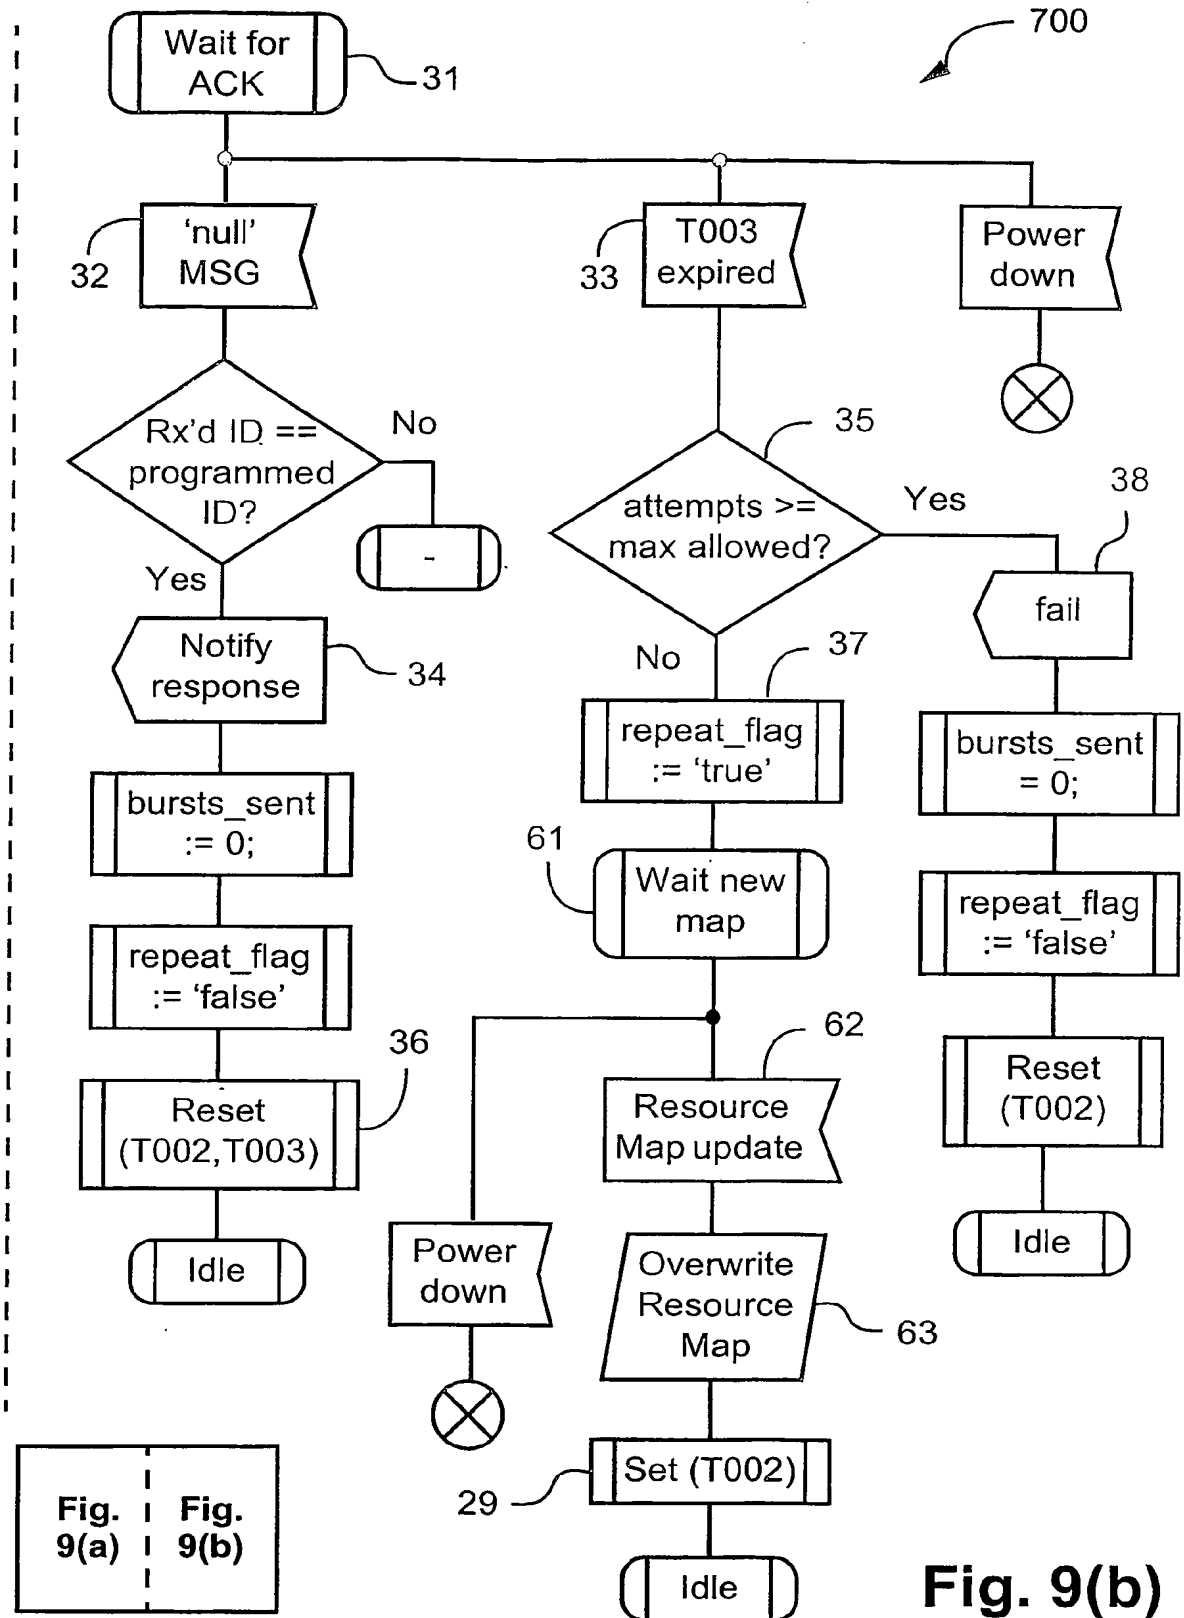 700
Wait for
ACK
31
'null'
MSG
32
T003
expired
33
Power
down
Rx'd ID ==
programmed
ID?
No
Yes
-
attempts >=
max allowed?
35
Yes
No
38
fail
Notify
response
34
37
repeat_flag
:= 'true'
bursts_sent
= 0;
bursts_sent
:= 0;
61
Wait new
map
repeat_flag
:= 'false'
repeat_flag
:= 'false'
36
Reset
(T002,T003)
62
Resource
Map update
Reset
(T002)
Idle
Power
down
Overwrite
Resource
Map
63
Idle
Set (T002)
29
Idle
Fig.
9(a)
Fig.
9(b)
Fig. 9(b)